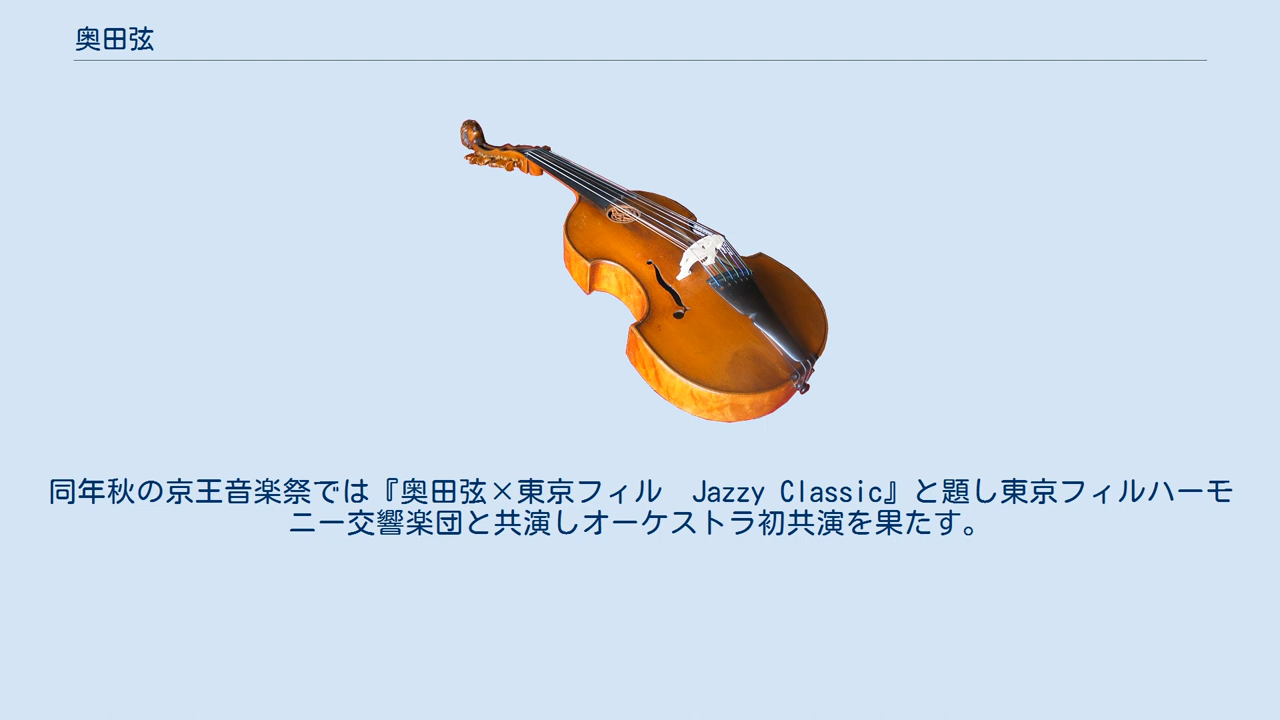 奥田弦
同年秋の京王音楽祭では『奥田弦×東京フィル　Jazzy Classic』と題し東京フィルハーモ
ニー交響楽団と共演しオーケストラ初共演を果たす。